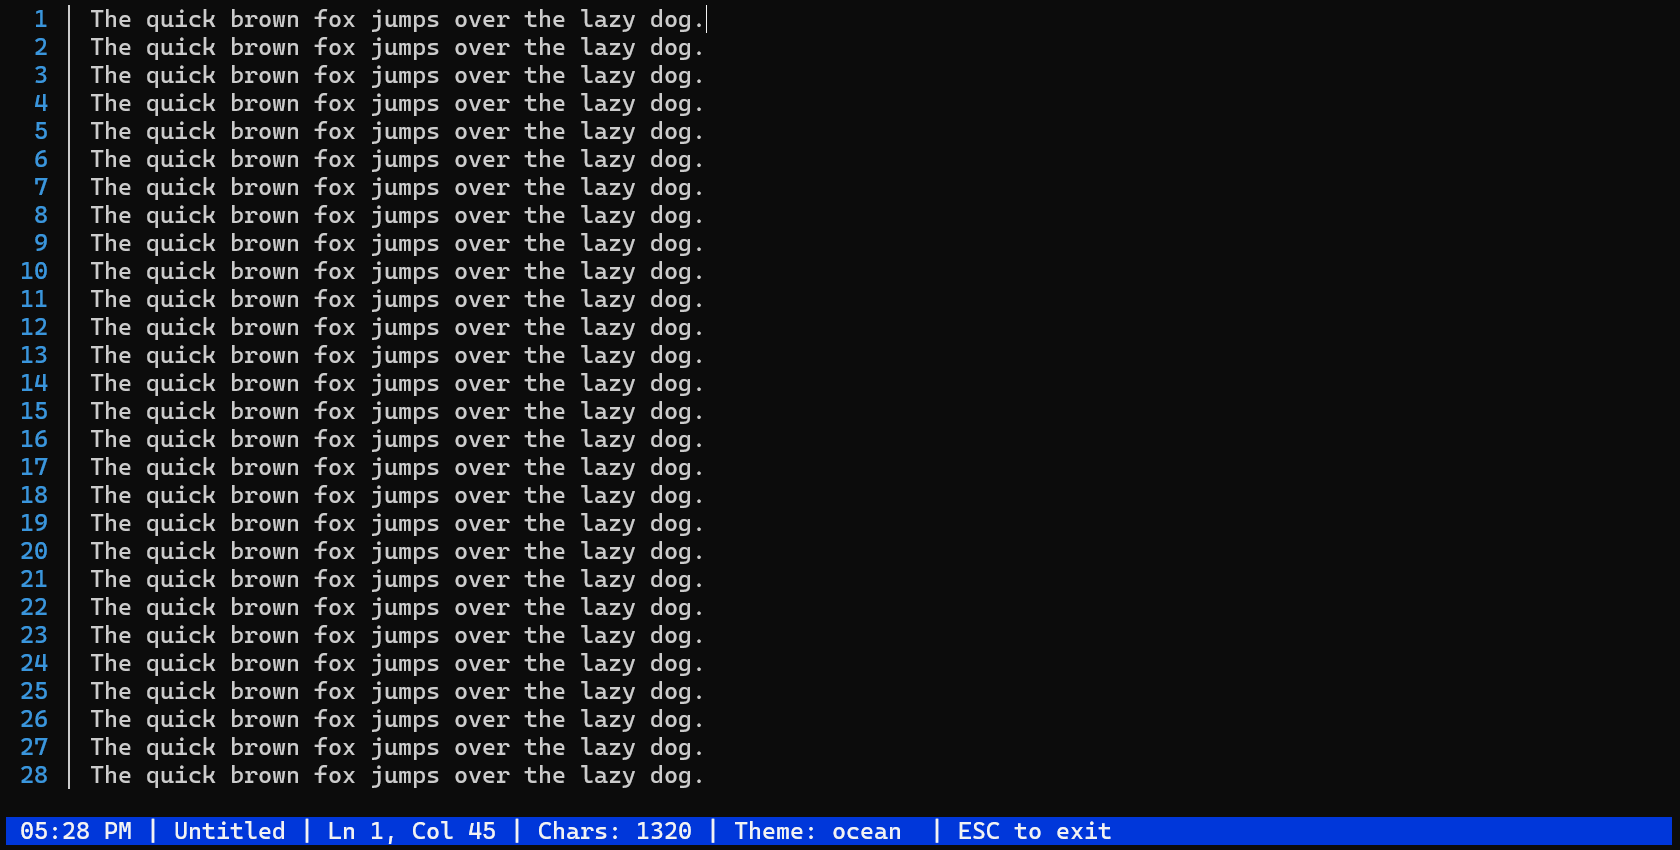 1 │ The quick brown fox jumps over the lazy dog.
2 │ The quick brown fox jumps over the lazy dog.
3 │ The quick brown fox jumps over the lazy dog.
4 │ The quick brown fox jumps over the lazy dog.
5 │ The quick brown fox jumps over the lazy dog.
6 │ The quick brown fox jumps over the lazy dog.
7 │ The quick brown fox jumps over the lazy dog.
8 │ The quick brown fox jumps over the lazy dog.
9 │ The quick brown fox jumps over the lazy dog.
10 │ The quick brown fox jumps over the lazy dog.
11 │ The quick brown fox jumps over the lazy dog.
12 │ The quick brown fox jumps over the lazy dog.
13 │ The quick brown fox jumps over the lazy dog.
14 │ The quick brown fox jumps over the lazy dog.
15 │ The quick brown fox jumps over the lazy dog.
16 │ The quick brown fox jumps over the lazy dog.
17 │ The quick brown fox jumps over the lazy dog.
18 │ The quick brown fox jumps over the lazy dog.
19 │ The quick brown fox jumps over the lazy dog.
20 │ The quick brown fox jumps over the lazy dog.
21 │ The quick brown fox jumps over the lazy dog.
22 │ The quick brown fox jumps over the lazy dog.
23 │ The quick brown fox jumps over the lazy dog.
24 │ The quick brown fox jumps over the lazy dog.
25 │ The quick brown fox jumps over the lazy dog.
26 │ The quick brown fox jumps over the lazy dog.
27 │ The quick brown fox jumps over the lazy dog.
28 │ The quick brown fox jumps over the lazy dog.
05:28 PM | Untitled | Ln 1, Col 45 | Chars: 1320 | Theme: ocean  | ESC to exit